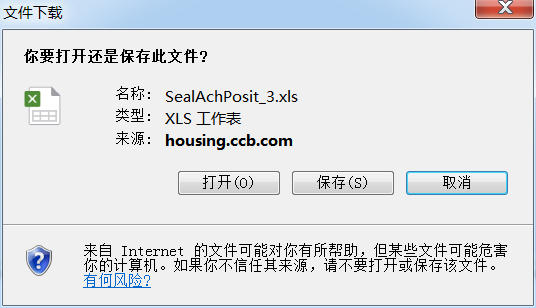 文件下载
你要打开还是保存此文件?
名称: SealAchPosit_3.xls
类型: XLS 工作表
来源: housing.ccb.com
打开(O) 保存(S) 取消
来自 Internet 的文件可能对你有所帮助，但某些文件可能危害
你的计算机。如果你不信任其来源，请不要打开或保存该文件。
有何风险?